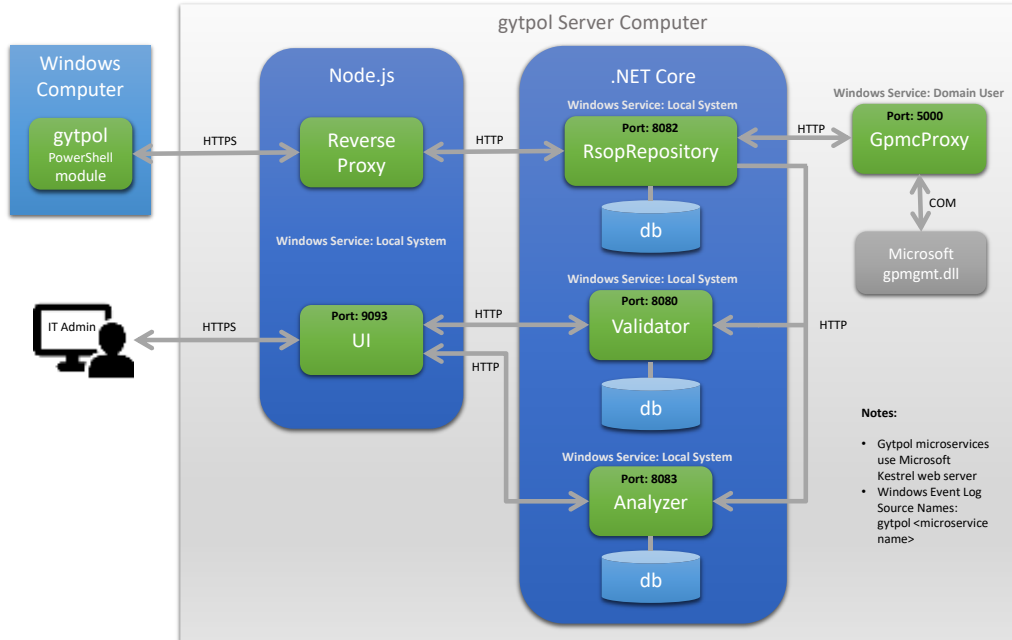 gytpol Server Computer
Windows
Computer
gytpol
PowerShell
module
HTTPS
Node.js
Reverse
Proxy
Windows Service: Local System
HTTP
.NET Core
Windows Service: Local System
Port: 8082
RsopRepository
db
HTTP
Windows Service: Domain User
Port: 5000
GpmcProxy
COM
Microsoft
gpmgmt.dll
IT Admin
HTTPS
Port: 9093
UI
HTTP
HTTP
Windows Service: Local System
Port: 8080
Validator
db
HTTP
Windows Service: Local System
Port: 8083
Analyzer
db
Notes:
• Gytpol microservices
use Microsoft
Kestrel web server
• Windows Event Log
Source Names:
gytpol <microservice
name>